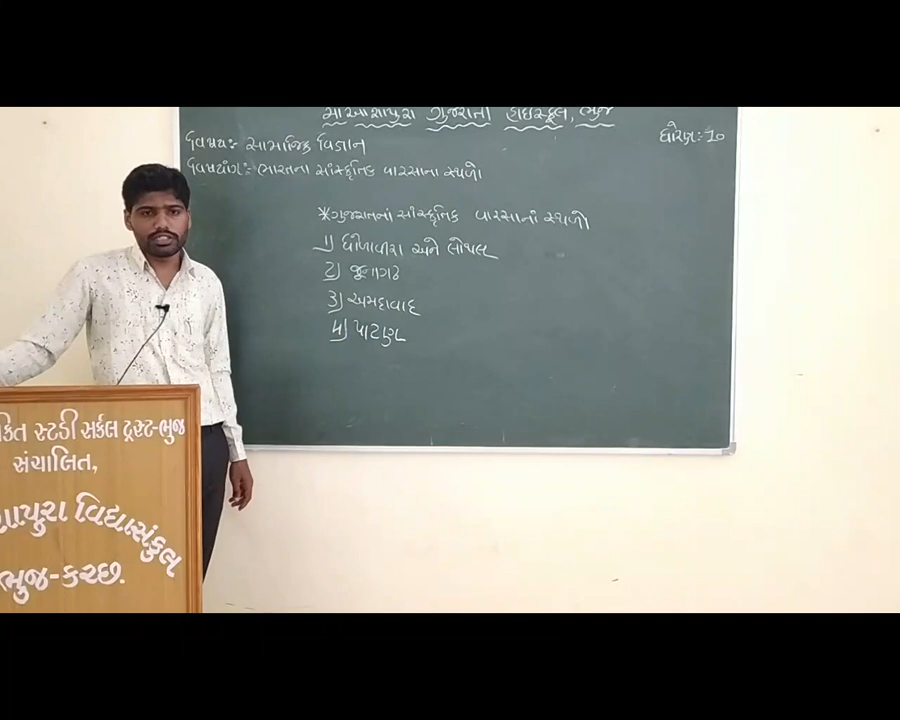 મા આશાપુરા ગુજરાતી હાઇસ્કૂલ, ભુજ
વિષય:- સામાજિક વિજ્ઞાન
ધોરણ:-10
વિષયાંગ:- ભારતના સાંસ્કૃતિક વારસાના સ્થળો
*ગુજરાતનાં સાંસ્કૃતિક વારસાનાં સ્થળો
1) ધોળાવીરા અને લોથલ
2) જૂનાગઢ
3) અમદાવાદ
4) પાટણ
સ્ટડી સર્કલ ટ્રસ્ટ-ભુજ
સંચાલિત,
વિદ્યાસંકુલ
ભુજ-કચ્છ.